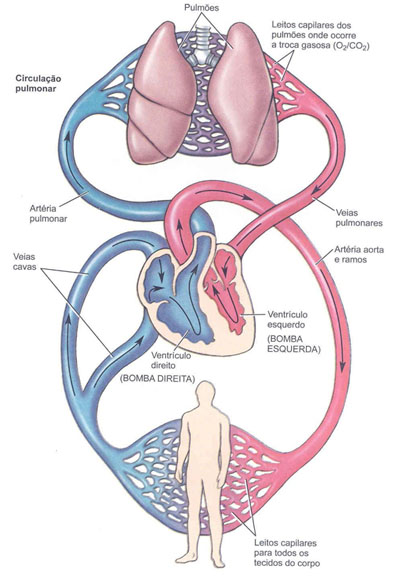 Pulmões
Leitos capilares dos
pulmões onde ocorre
a troca gasosa (O2/CO2)
Circulação
pulmonar
Artéria
pulmonar
Veias
pulmonares
Veias
cavas
Artéria aorta
e ramos
Ventrículo
esquerdo
(BOMBA
ESQUERDA)
Ventrículo
direito
(BOMBA DIREITA)
Leitos capilares
para todos os
tecidos do corpo